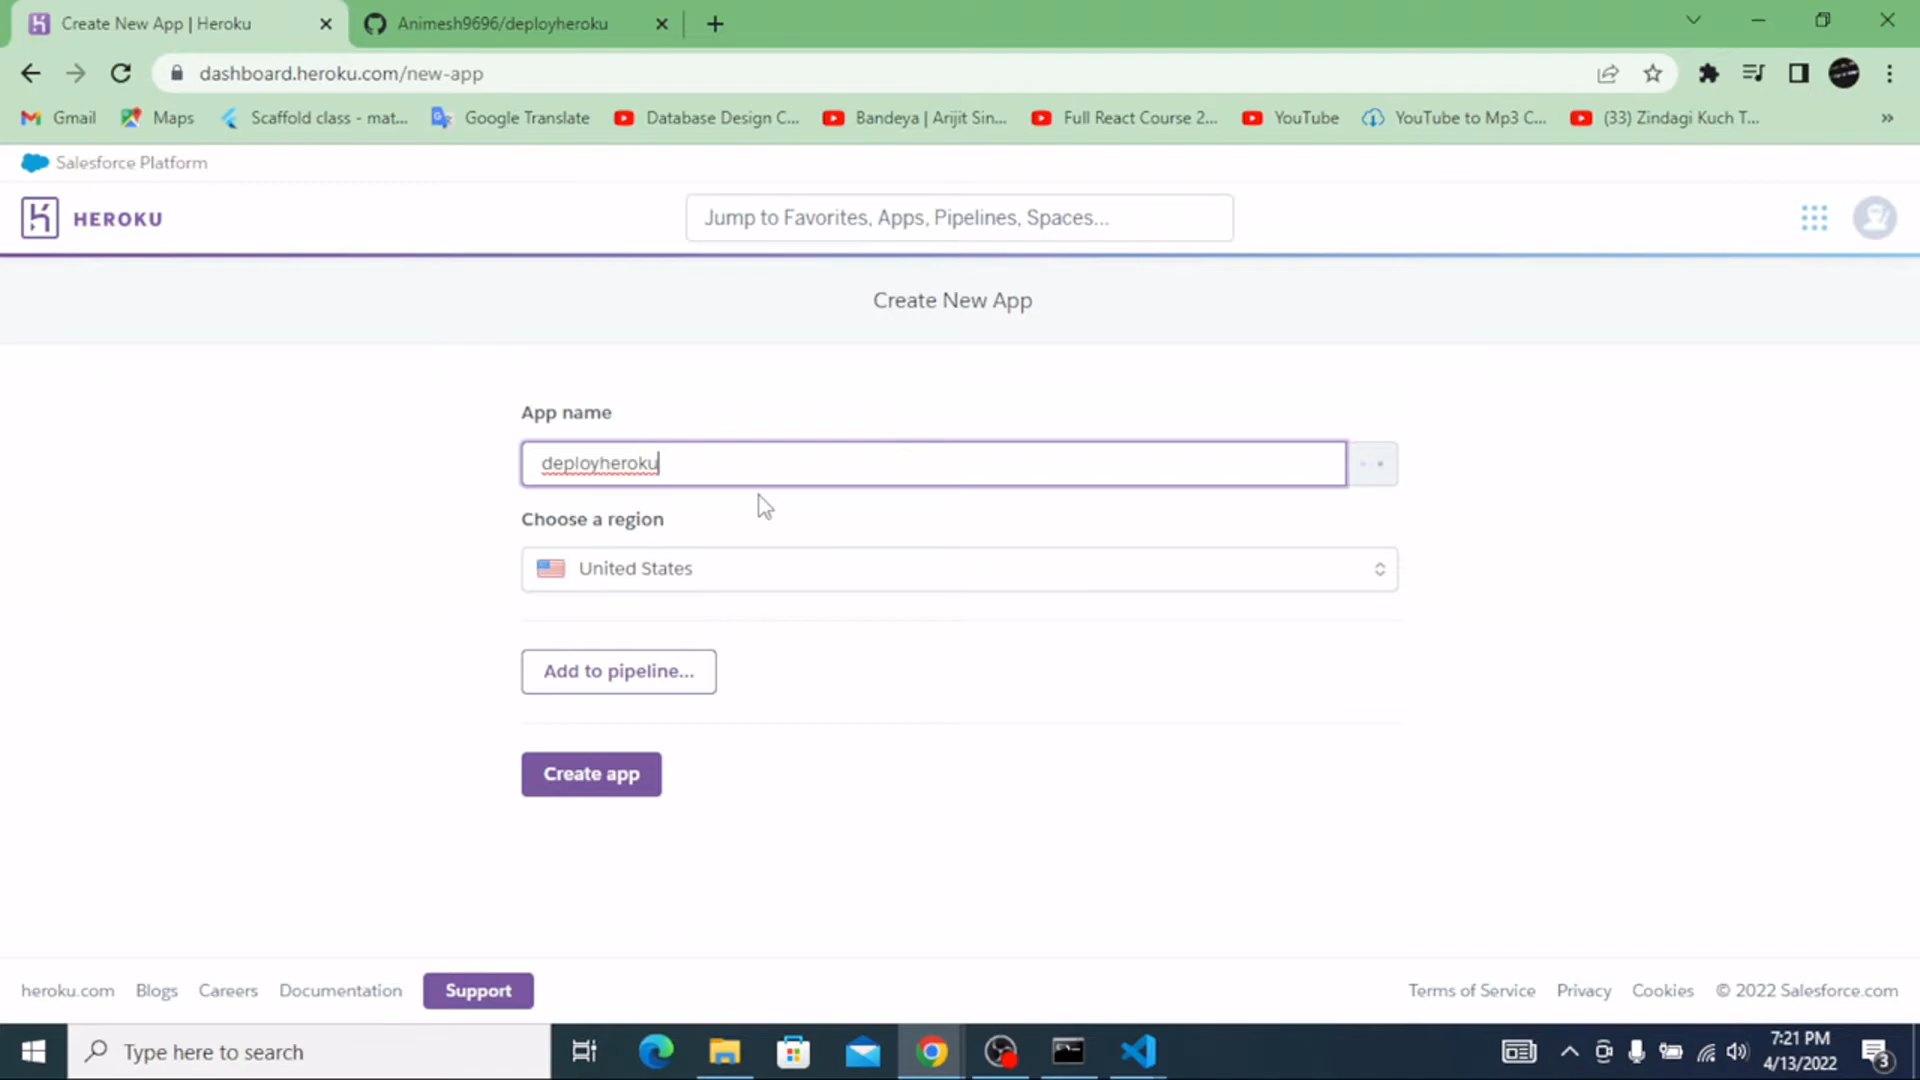 Create New App | Heroku
Animesh9696/deployheroku
dashboard.heroku.com/new-app
Gmail Maps Scaffold class - mat... Google Translate Database Design C... Bandeya | Arijit Sin... Full React Course 2... YouTube YouTube to Mp3 C... (33) Zindagi Kuch T... »
Salesforce Platform
HEROKU
Jump to Favorites, Apps, Pipelines, Spaces...
Create New App
App name
deployheroku
Choose a region
United States
Add to pipeline...
Create app
heroku.com Blogs Careers Documentation Support Terms of Service Privacy Cookies © 2022 Salesforce.com
Type here to search
7:21 PM
4/13/2022
3